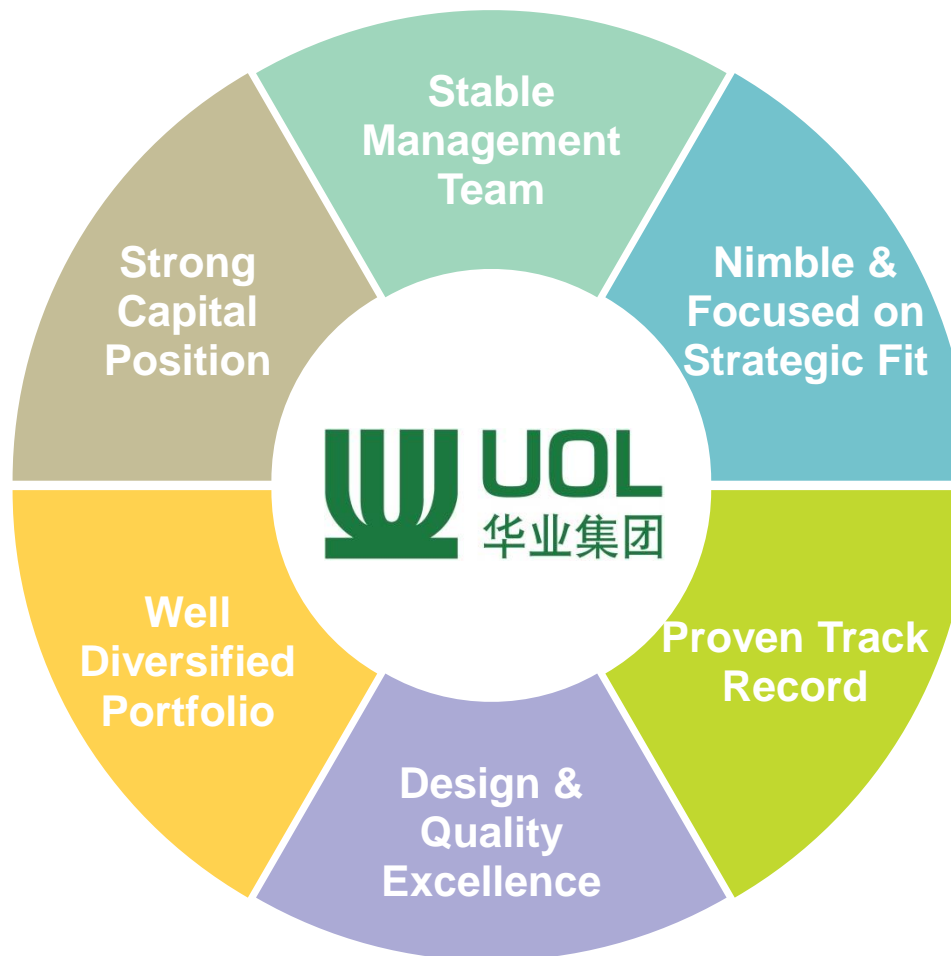 Stable
Management
Team
Nimble &
Focused on
Strategic Fit
Proven Track
Record
Design &
Quality
Excellence
Well
Diversified
Portfolio
Strong
Capital
Position
UOL
华业集团